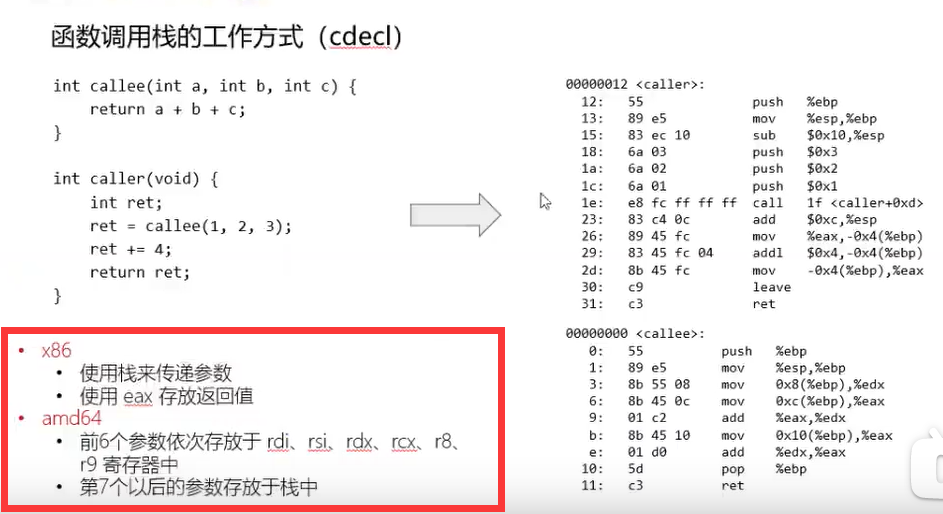 函数调用栈的工作方式（cdecl）
int callee(int a, int b, int c) {
return a + b + c;
}
int caller(void) {
int ret;
ret = callee(1, 2, 3);
ret += 4;
return ret;
}
• x86
• 使用栈来传递参数
• 使用 eax 存放返回值
• amd64
• 前6个参数依次存放于 rdi、rsi、rdx、rcx、r8、
r9 寄存器中
• 第7个以后的参数存放于栈中
00000012 <caller>:
12: 55 push %ebp
13: 89 e5 mov %esp,%ebp
15: 83 ec 10 sub $0x10,%esp
18: 6a 03 push $0x3
1a: 6a 02 push $0x2
1c: 6a 01 push $0x1
1e: e8 fc ff ff ff call 1f <caller+0xd>
23: 83 c4 0c add $0xc,%esp
26: 89 45 fc mov %eax,-0x4(%ebp)
29: 83 45 fc 04 addl $0x4,-0x4(%ebp)
2d: 8b 45 fc mov -0x4(%ebp),%eax
30: c9 leave
31: c3 ret
00000000 <callee>:
0: 55 push %ebp
1: 89 e5 mov %esp,%ebp
3: 8b 55 08 mov 0x8(%ebp),%edx
6: 8b 45 0c mov 0xc(%ebp),%eax
9: 01 c2 add %eax,%edx
b: 8b 45 10 mov 0x10(%ebp),%eax
e: 01 d0 add %edx,%eax
10: 5d pop %ebp
11: c3 ret